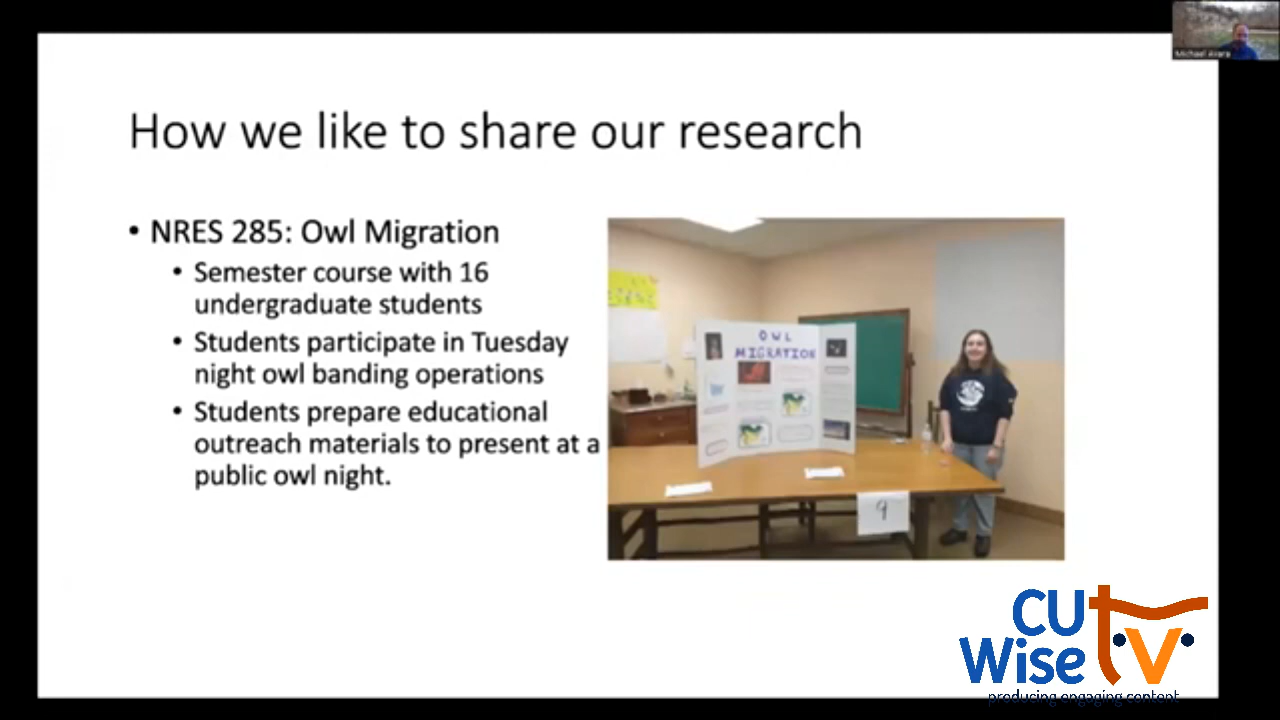 How we like to share our research
• NRES 285: Owl Migration
• Semester course with 16
undergraduate students
• Students participate in Tuesday
night owl banding operations
• Students prepare educational
outreach materials to present at a
public owl night.
OWL
MIGRATION
9
CU
Wise tv
producing engaging content